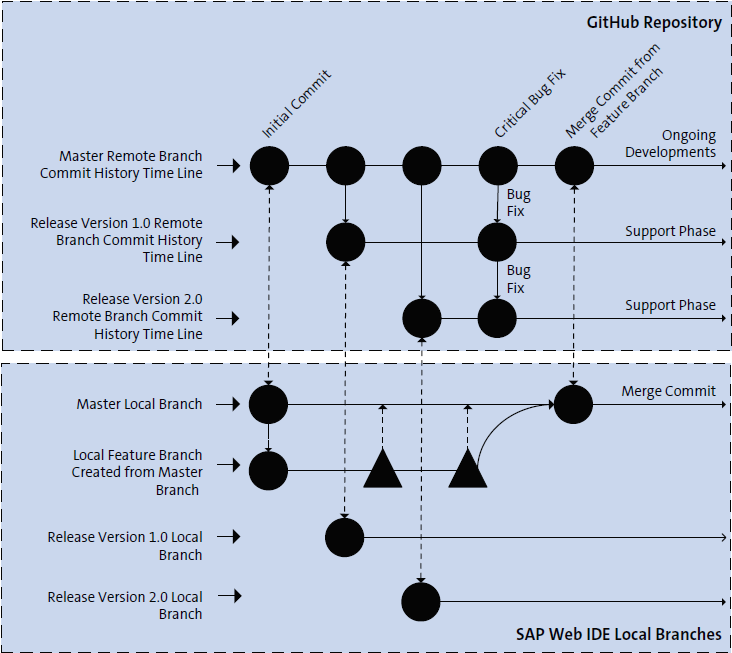 GitHub Repository
Initial Commit
Critical Bug Fix
Merge Commit from
Feature Branch
Master Remote Branch
Commit History Time Line
Ongoing
Developments
Bug
Fix
Release Version 1.0 Remote
Branch Commit History
Time Line
Support Phase
Bug
Fix
Release Version 2.0
Remote Branch Commit
History Time Line
Support Phase
Master Local Branch
Merge Commit
Local Feature Branch
Created from Master
Branch
Release Version 1.0 Local
Branch
Release Version 2.0 Local
Branch
SAP Web IDE Local Branches